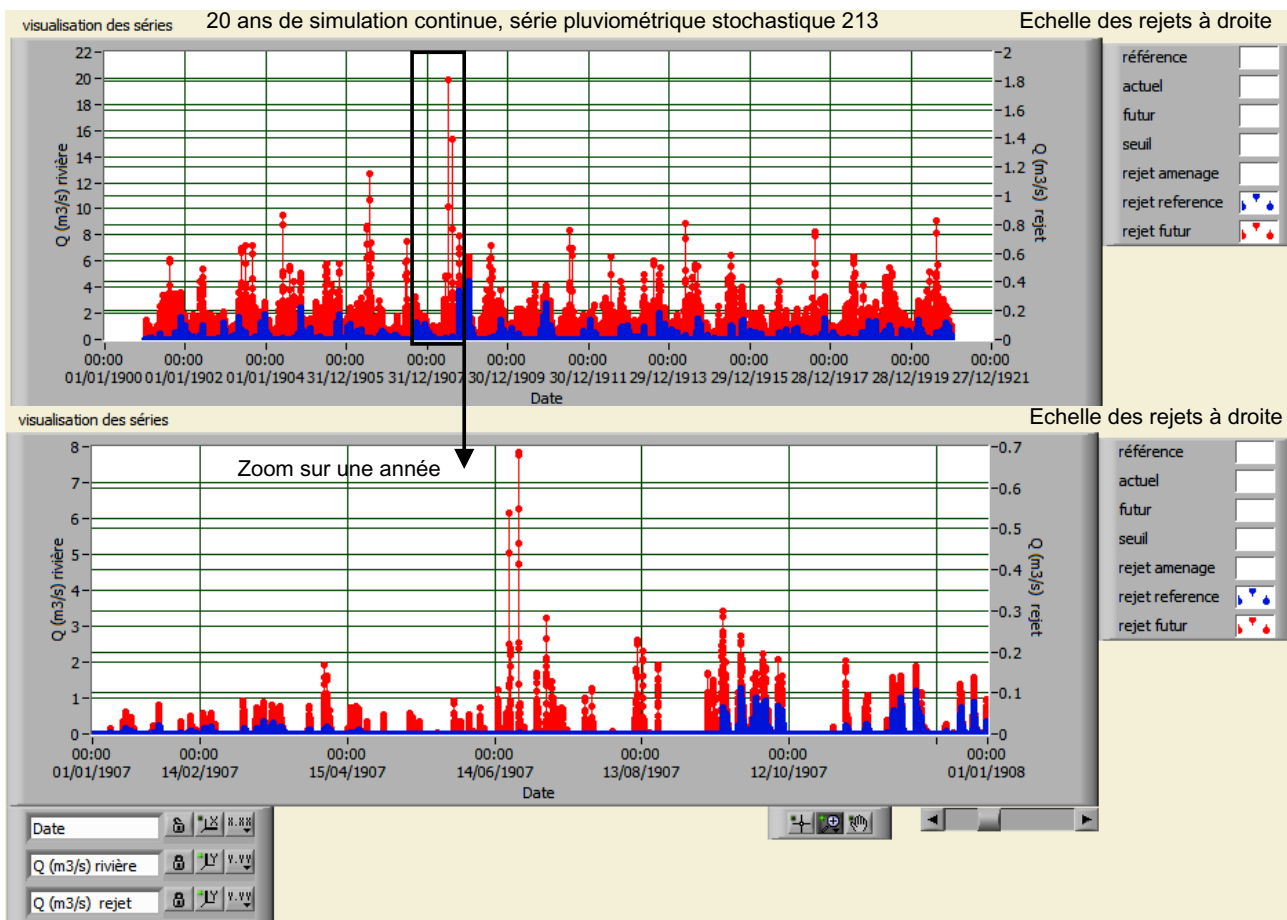 visualisation des séries
20 ans de simulation continue, série pluviométrique stochastique 213
Echelle des rejets à droite
22
20
18
16
14
12
10
8
6
4
2
0
Q (m3/s) rivière
2
1.8
1.6
1.4
1.2
1
0.8
0.6
0.4
0.2
0
Q (m3/s) rejet
00:00 00:00 00:00 00:00 00:00 00:00 00:00 00:00 00:00 00:00 00:00 00:00
01/01/1900 01/01/1902 01/01/1904 31/12/1905 31/12/1907 30/12/1909 30/12/1911 29/12/1913 29/12/1915 28/12/1917 28/12/1919 27/12/1921
Date
référence
actuel
futur
seuil
rejet amenage
rejet reference
rejet futur
visualisation des séries
Echelle des rejets à droite
Zoom sur une année
8
7
6
5
4
3
2
1
0
Q (m3/s) rivière
0.7
0.6
0.5
0.4
0.3
0.2
0.1
0
Q (m3/s) rejet
00:00 00:00 00:00 00:00 00:00 00:00 00:00
01/01/1907 14/02/1907 15/04/1907 14/06/1907 13/08/1907 12/10/1907 01/01/1908
Date
référence
actuel
futur
seuil
rejet amenage
rejet reference
rejet futur
Date X X.XX
Q (m3/s) rivière Y Y.YY
Q (m3/s) rejet Y Y.YY